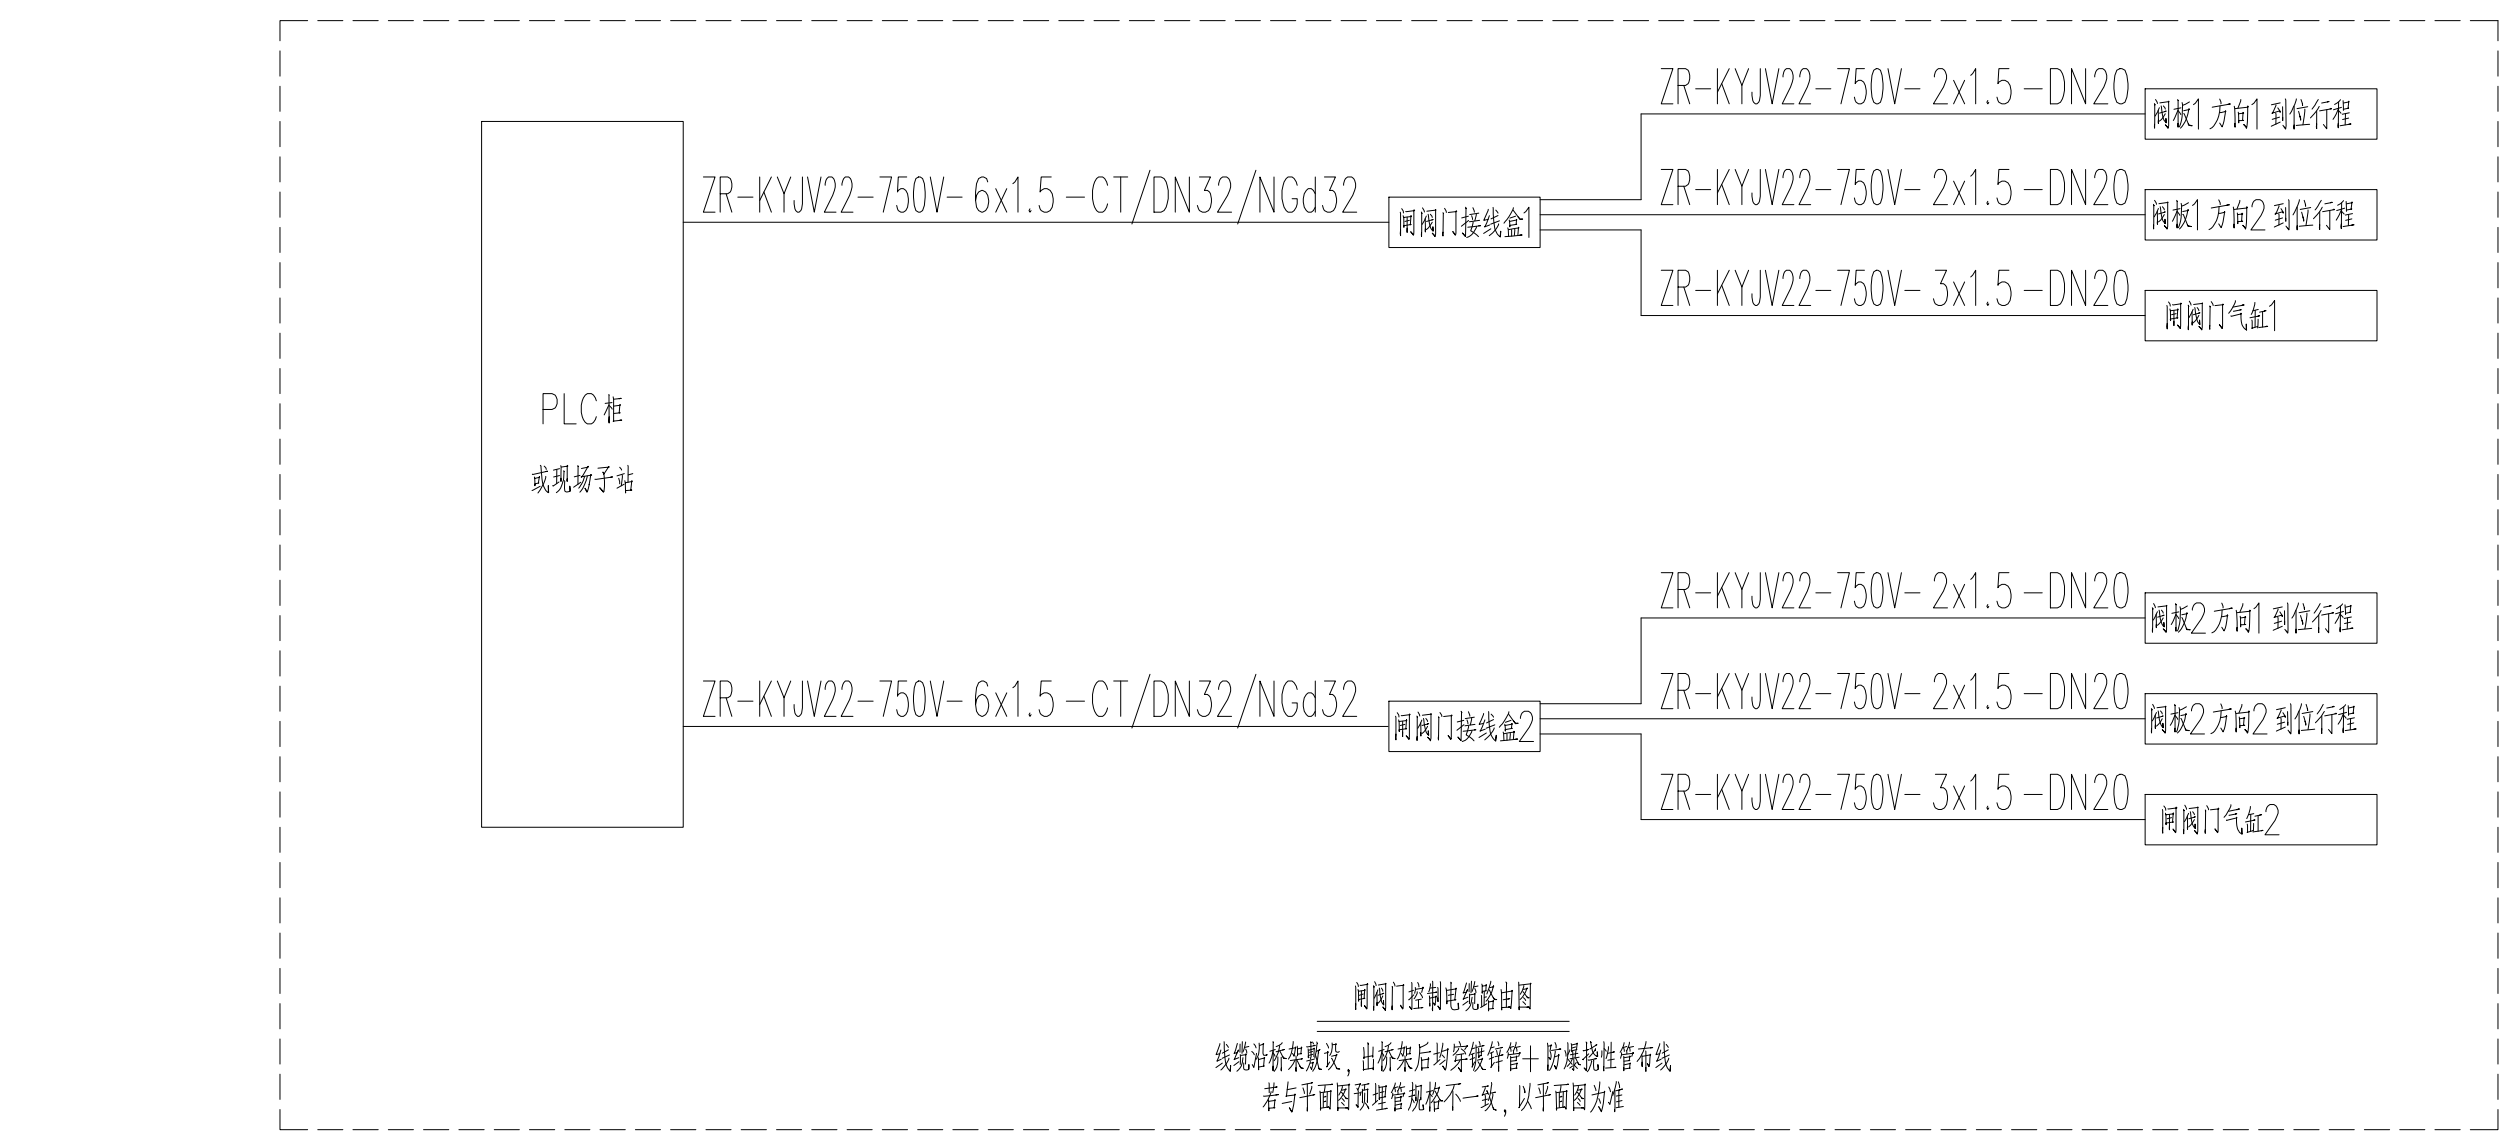 ZR-KYJV22-750V-2x1.5-DN20
阀板1方向1到位行程
ZR-KYJV22-750V-6x1.5-CT/DN32/NGd32
闸阀门接线盒1
ZR-KYJV22-750V-2x1.5-DN20
阀板1方向2到位行程
ZR-KYJV22-750V-3x1.5-DN20
闸阀门气缸1
PLC柜
或现场子站
ZR-KYJV22-750V-2x1.5-DN20
阀板2方向1到位行程
ZR-KYJV22-750V-6x1.5-CT/DN32/NGd32
闸阀门接线盒2
ZR-KYJV22-750V-2x1.5-DN20
阀板2方向2到位行程
ZR-KYJV22-750V-3x1.5-DN20
闸阀门气缸2
闸阀门控制电缆路由图
线缆沿桥架敷设,出桥架后均穿镀锌管+防爆挠性管布线
若与平面图预埋管规格不一致,以平面图为准